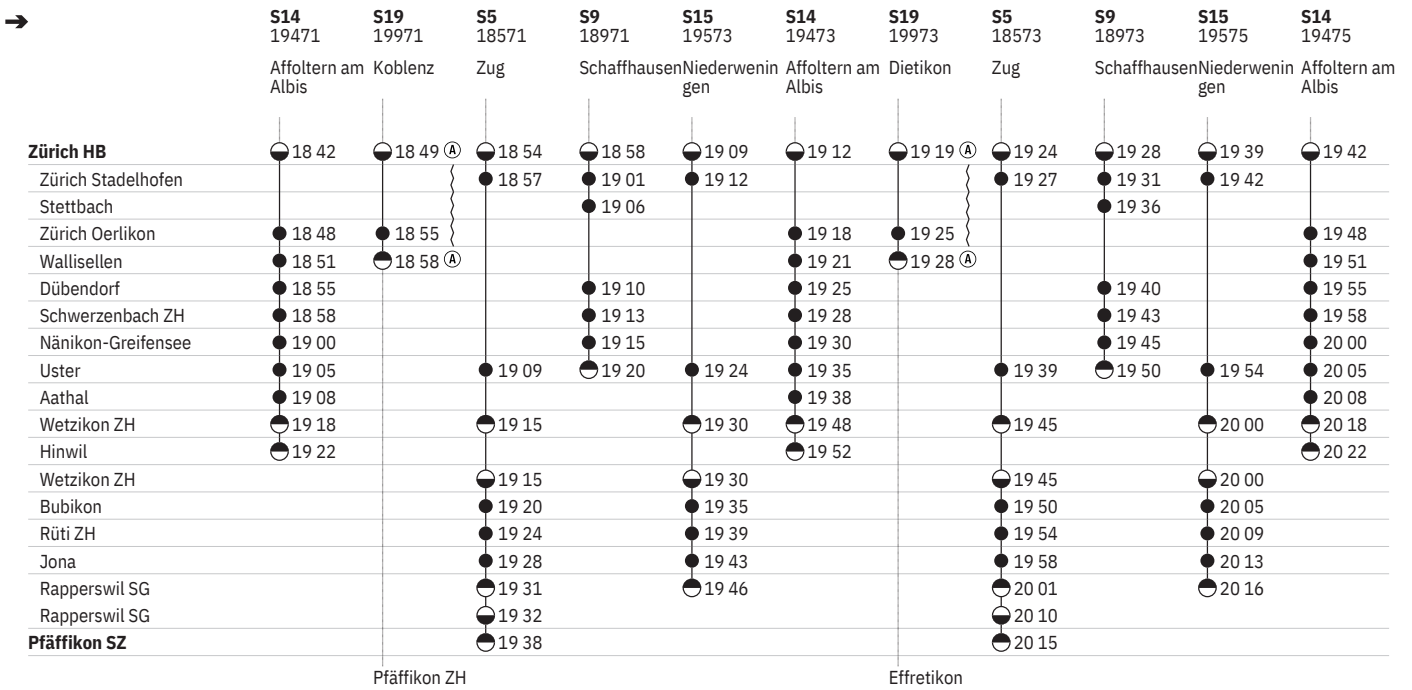 ➔ S14 S19 S5 S9 S15 S14 S19 S5 S9 S15 S14
19471 19971 18571 18971 19573 19473 19973 18573 18973 19575 19475
Affoltern am Koblenz Zug Schaffhausen Niederwenin Affoltern am Dietikon Zug Schaffhausen Niederwenin Affoltern am
Albis gen Albis gen Albis
Zürich HB 18 42 18 49 A 18 54 18 58 19 09 19 12 19 19 A 19 24 19 28 19 39 19 42
Zürich Stadelhofen 18 57 19 01 19 12 19 27 19 31 19 42
Stettbach 19 06 19 36
Zürich Oerlikon 18 48 18 55 19 18 19 25 19 48
Wallisellen 18 51 18 58 A 19 21 19 28 A 19 51
Dübendorf 18 55 19 10 19 25 19 40 19 55
Schwerzenbach ZH 18 58 19 13 19 28 19 43 19 58
Nänikon-Greifensee 19 00 19 15 19 30 19 45 20 00
Uster 19 05 19 09 19 20 19 24 19 35 19 39 19 50 19 54 20 05
Aathal 19 08 19 38 20 08
Wetzikon ZH 19 18 19 15 19 30 19 48 19 45 20 00 20 18
Hinwil 19 22 19 52 20 22
Wetzikon ZH 19 15 19 30 19 45 20 00
Bubikon 19 20 19 35 19 50 20 05
Rüti ZH 19 24 19 39 19 54 20 09
Jona 19 28 19 43 19 58 20 13
Rapperswil SG 19 31 19 46 20 01 20 16
Rapperswil SG 19 32 20 10
Pfäffikon SZ 19 38 20 15
Pfäffikon ZH Effretikon